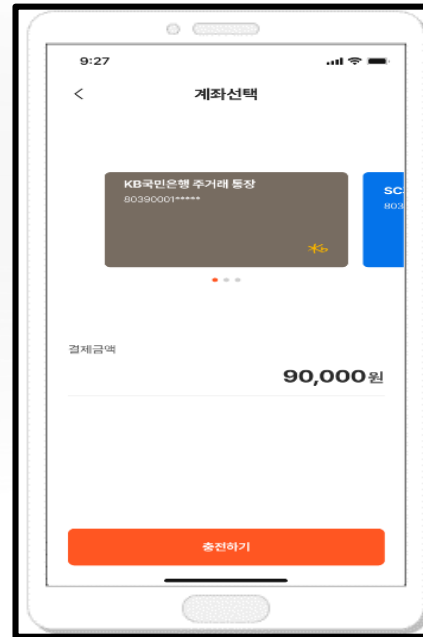 9:27
계좌선택
KB국민은행 주거래 통장
80390001*****
SC
803
결제금액
90,000원
충전하기